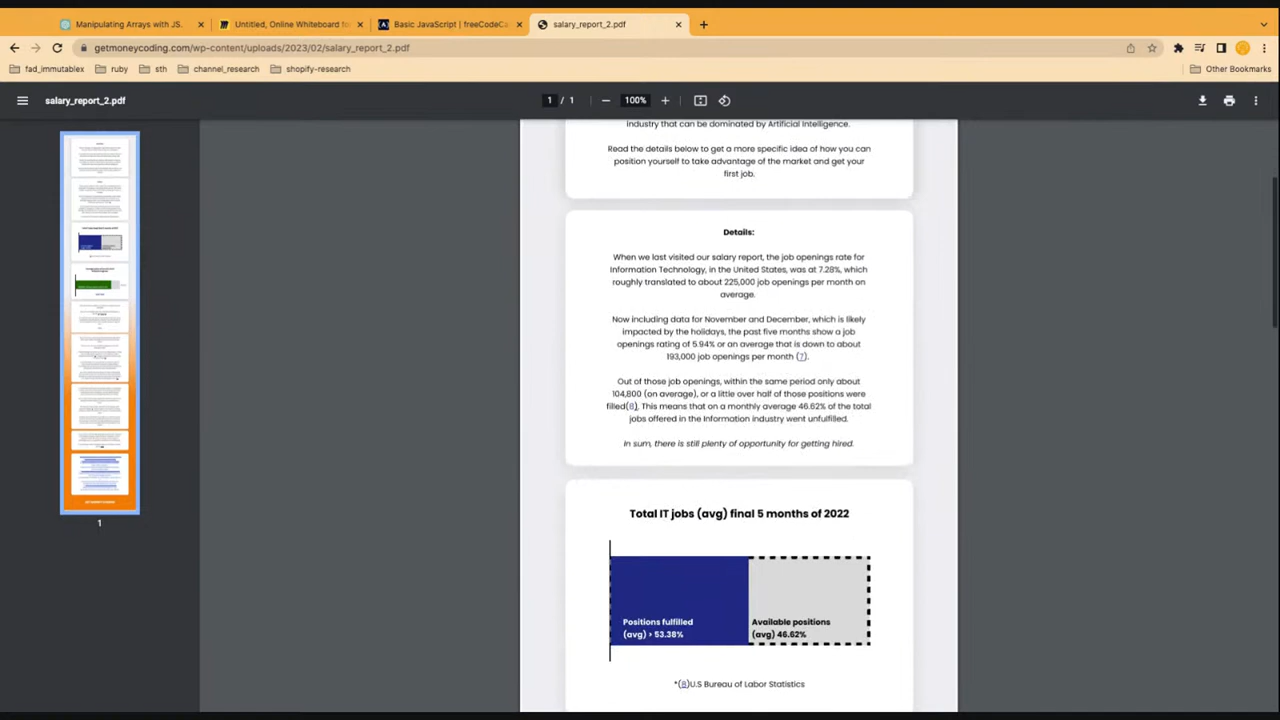 Manipulating Arrays with JS.
Untitled, Online Whiteboard fo
Basic JavaScript | freeCodeCa
salary_report_2.pdf
getmoneycoding.com/wp-content/uploads/2023/02/salary_report_2.pdf
fad_immutablex
ruby
sth
channel_research
shopify-research
Other Bookmarks
salary_report_2.pdf
1 / 1
100%
1
industry that can be dominated by Artificial Intelligence.
Read the details below to get a more specific idea of how you can
position yourself to take advantage of the market and get your
first job.
Details:
When we last visited our salary report, the job openings rate for
Information Technology, in the United States, was at 7.28%, which
roughly translated to about 225,000 job openings per month on
average.
Now including data for November and December, which is likely
impacted by the holidays, the past five months show a job
openings rating of 5.94% or an average that is down to about
193,000 job openings per month (7).
Out of those job openings, within the same period only about
104,800 (on average), or a little over half of those positions were
filled(8). This means that on a monthly average 46.62% of the total
jobs offered in the Information industry went unfulfilled.
In sum, there is still plenty of opportunity for getting hired.
Total IT jobs (avg) final 5 months of 2022
Positions fulfilled
(avg) > 53.38%
Available positions
(avg) 46.62%
*(8)U.S Bureau of Labor Statistics